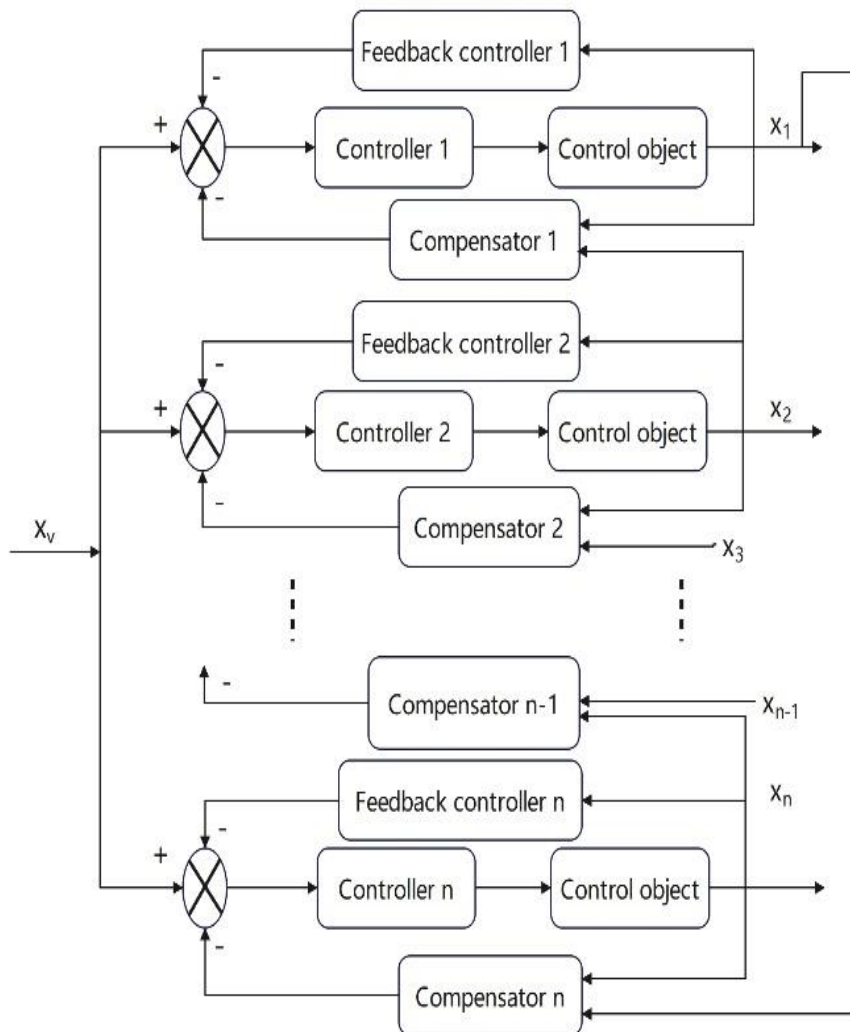 Feedback controller 1
-
+
Controller 1
Control object
x₁
-
Compensator 1
Feedback controller 2
-
+
Controller 2
Control object
x₂
-
Compensator 2
x₃
xᵥ
-
Compensator n-1
xₙ₋₁
Feedback controller n
xₙ
-
+
Controller n
Control object
-
Compensator n